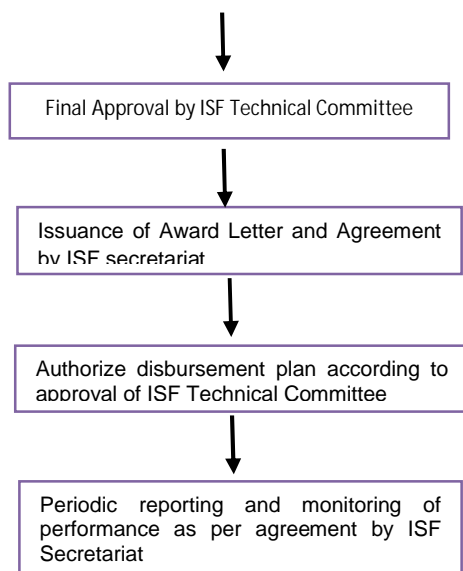 Final Approval by ISF Technical Committee
Issuance of Award Letter and Agreement
by ISF secretariat
Authorize disbursement plan according to
approval of ISF Technical Committee
Periodic reporting and monitoring of
performance as per agreement by ISF
Secretariat